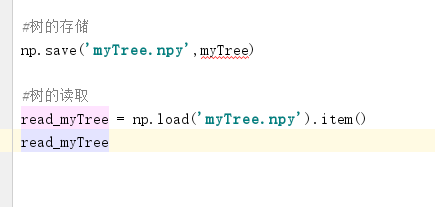 #树的存储
np.save('myTree.npy',myTree)
#树的读取
read_myTree = np.load('myTree.npy').item()
read_myTree